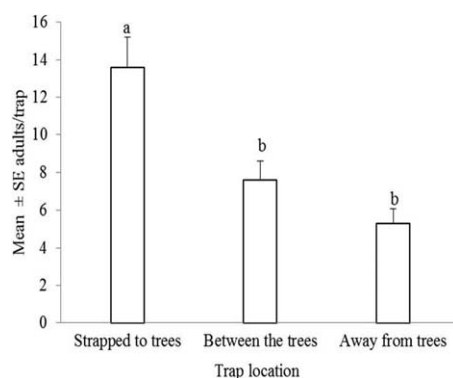 16
14
12
10
8
6
4
2
0
Mean ± SE adults/trap
a
b
b
Strapped to trees Between the trees Away from trees
Trap location